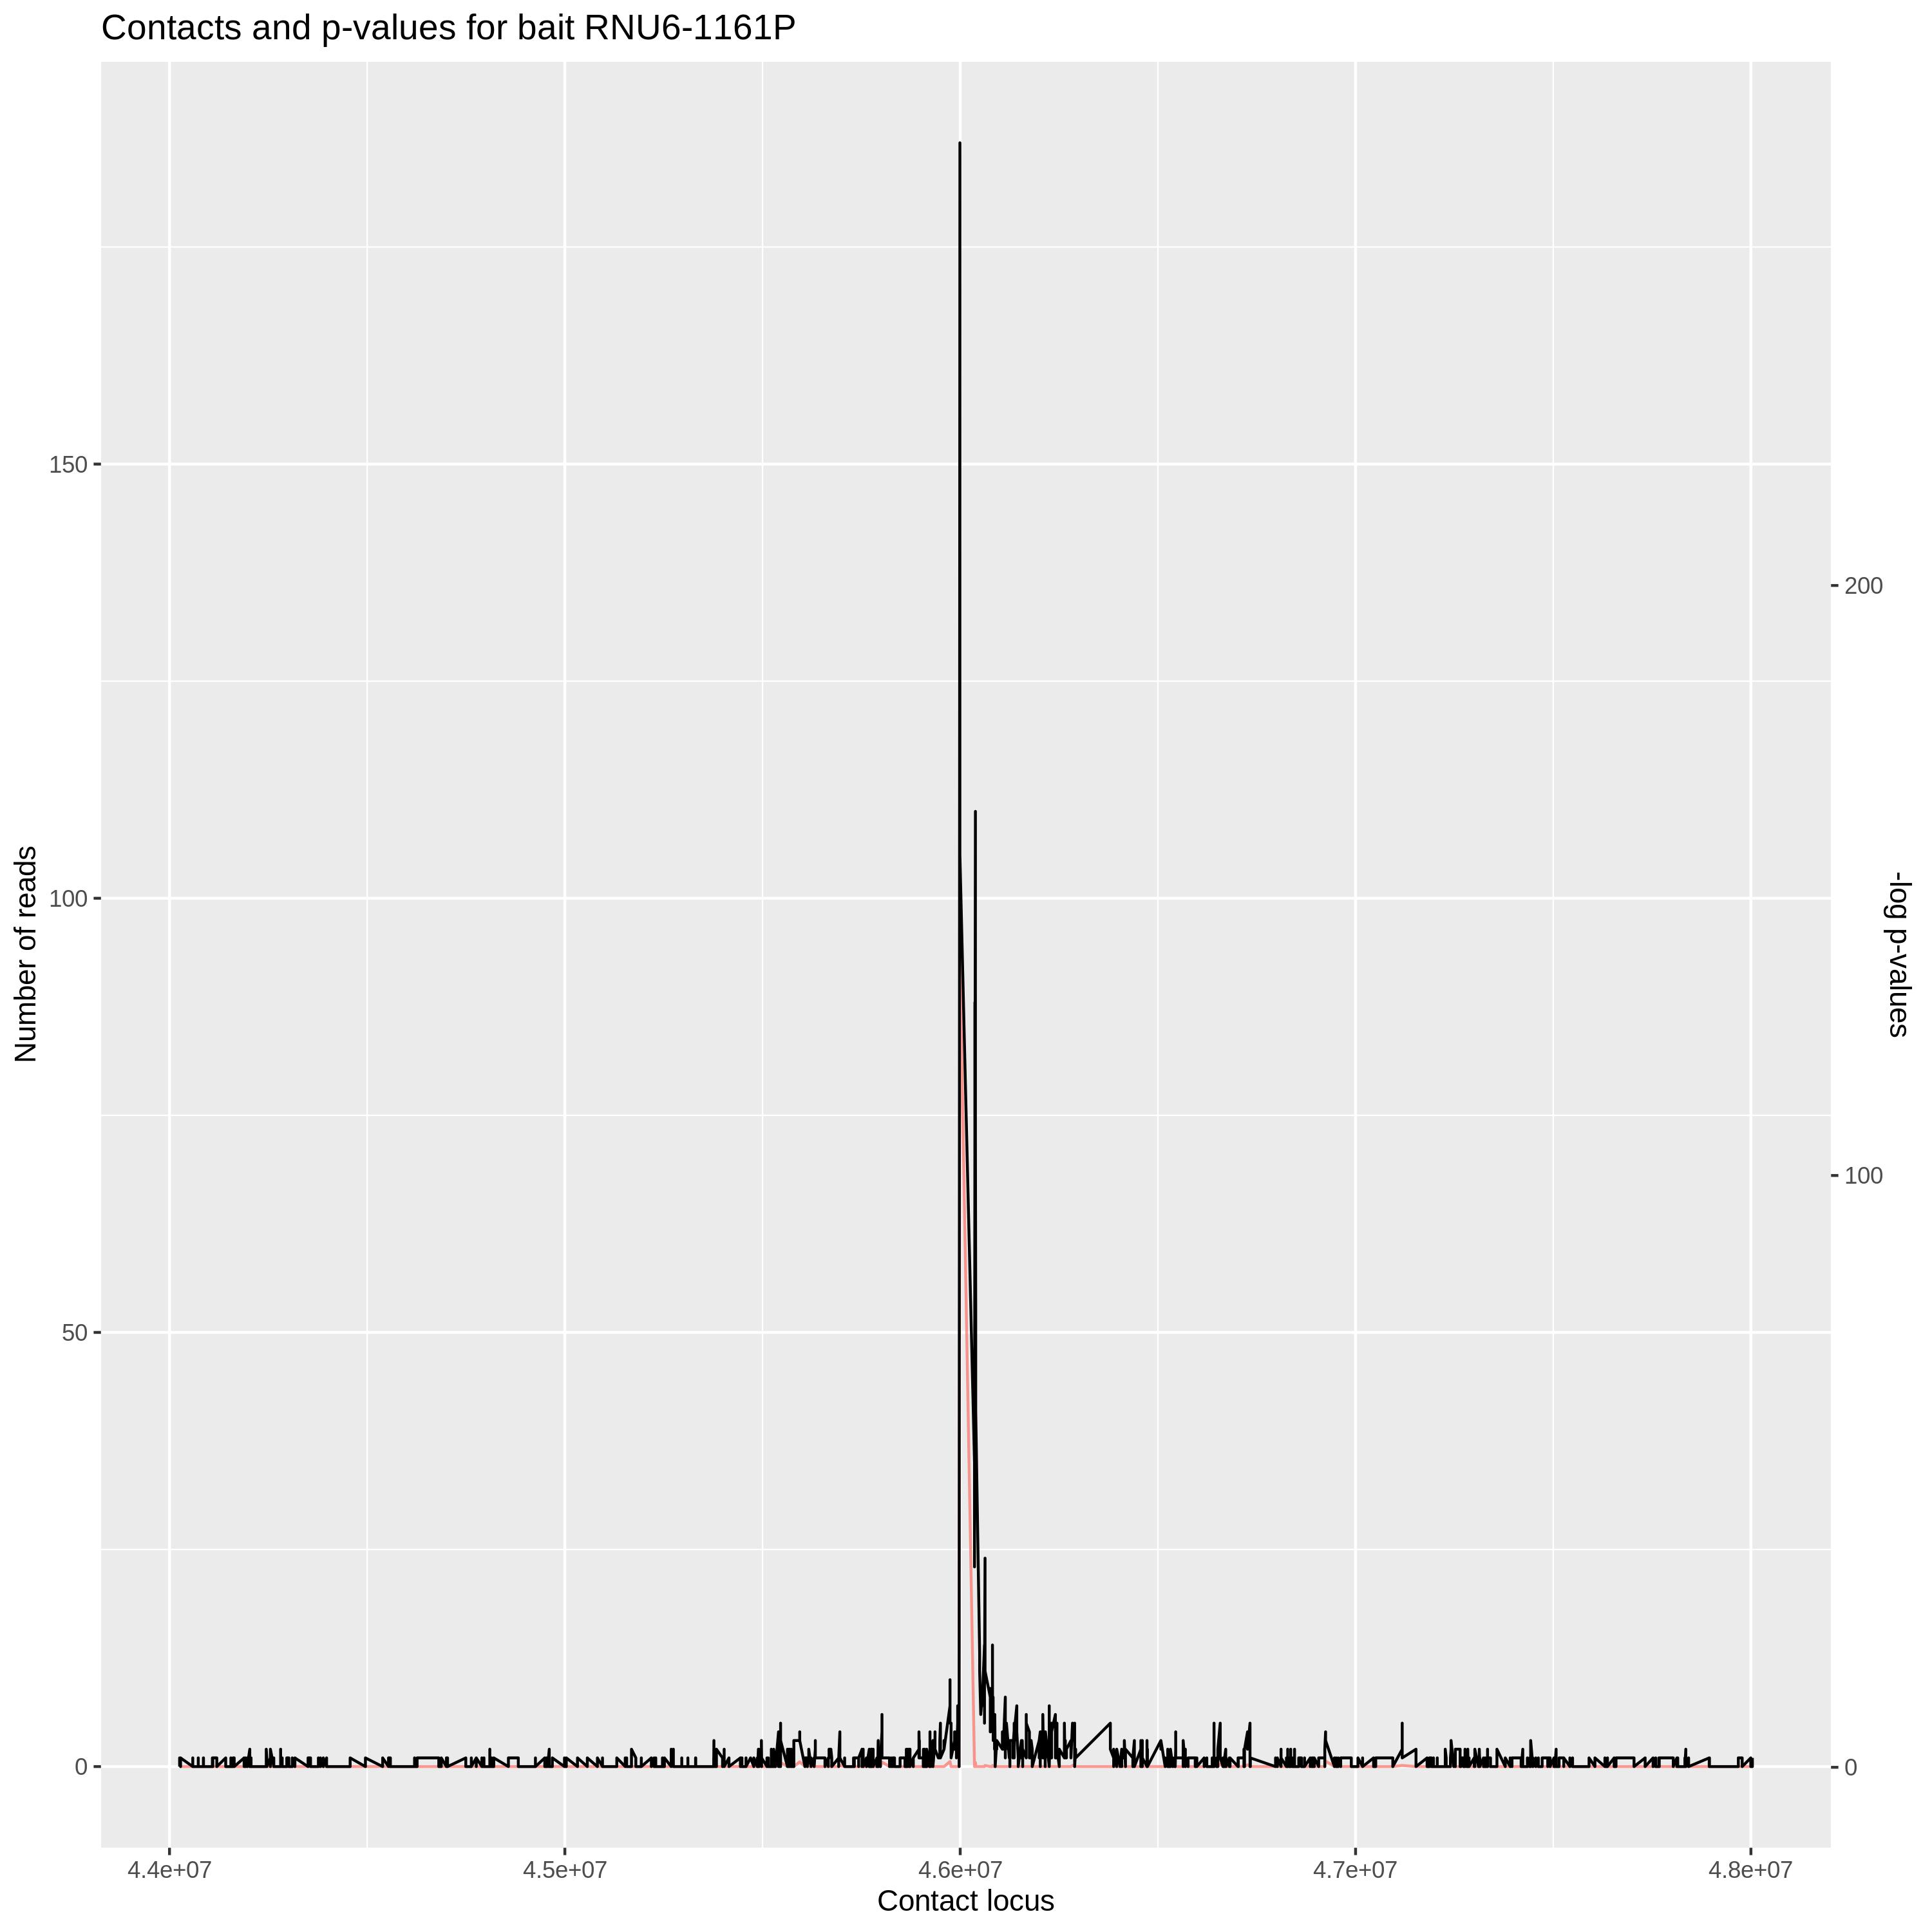 Contacts and p-values for bait RNU6-1161P
150
100
50
0
200
100
0
Number of reads
-log p-values
4.4e+07
4.5e+07
4.6e+07
4.7e+07
4.8e+07
Contact locus